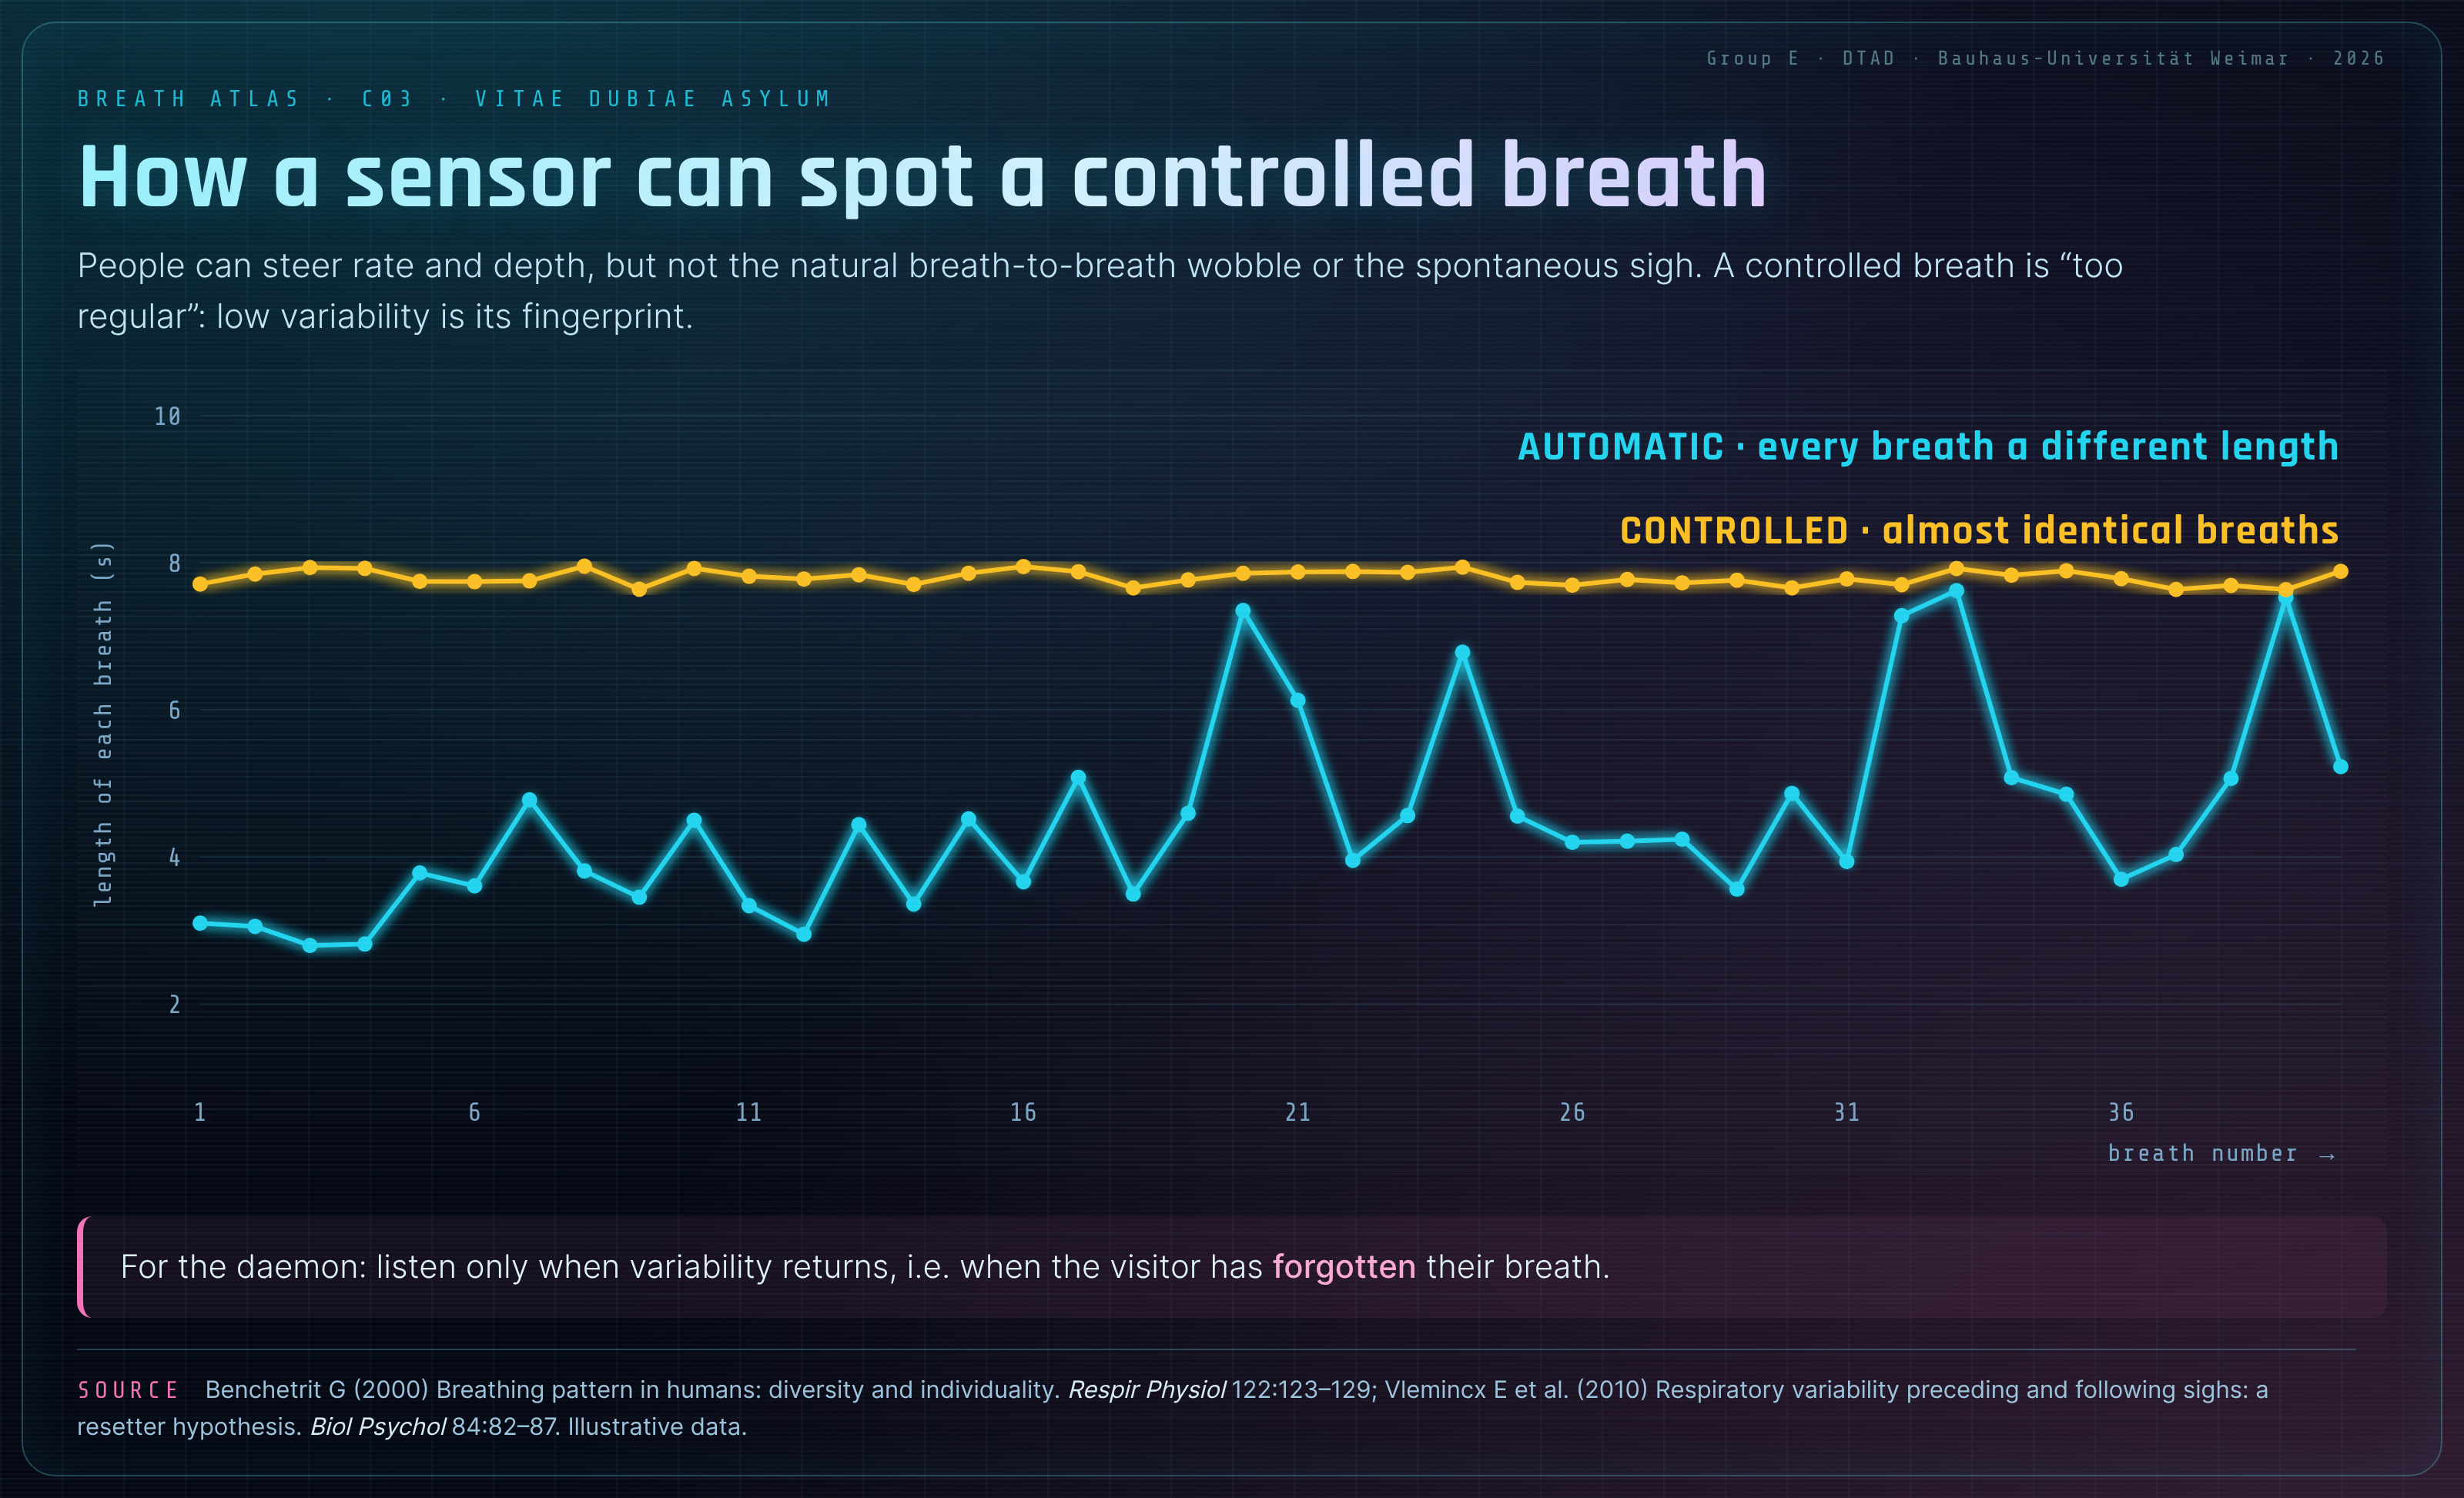 Group E · DTAD · Bauhaus-Universität Weimar · 2026
BREATH ATLAS · C03 · VITAE DUBIAE ASYLUM
How a sensor can spot a controlled breath
People can steer rate and depth, but not the natural breath-to-breath wobble or the spontaneous sigh. A controlled breath is “too
regular”: low variability is its fingerprint.
AUTOMATIC · every breath a different length
CONTROLLED · almost identical breaths
length of each breath (s)
10
8
6
4
2
1 6 11 16 21 26 31 36
breath number →
For the daemon: listen only when variability returns, i.e. when the visitor has forgotten their breath.
SOURCE Benchetrit G (2000) Breathing pattern in humans: diversity and individuality. Respir Physiol 122:123–129; Vlemincx E et al. (2010) Respiratory variability preceding and following sighs: a
resetter hypothesis. Biol Psychol 84:82–87. Illustrative data.